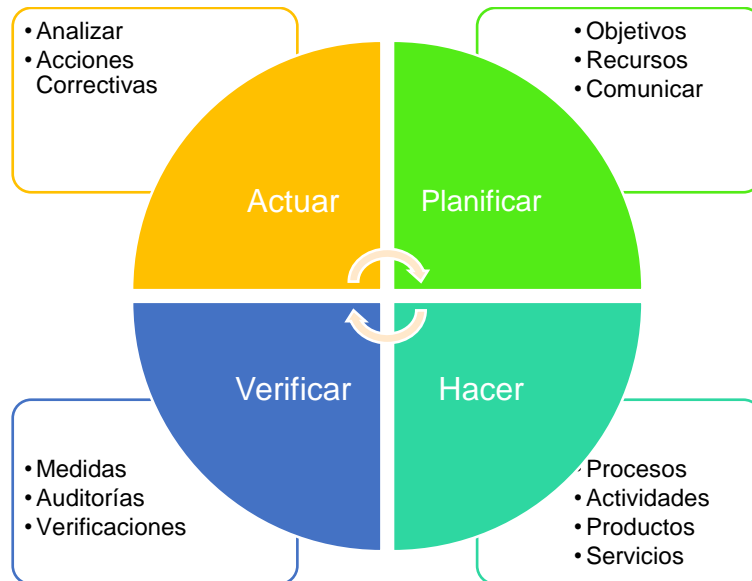 • Analizar
• Acciones
Correctivas
• Objetivos
• Recursos
• Comunicar
Actuar
Planificar
Verificar
Hacer
• Medidas
• Auditorías
• Verificaciones
• Procesos
• Actividades
• Productos
• Servicios